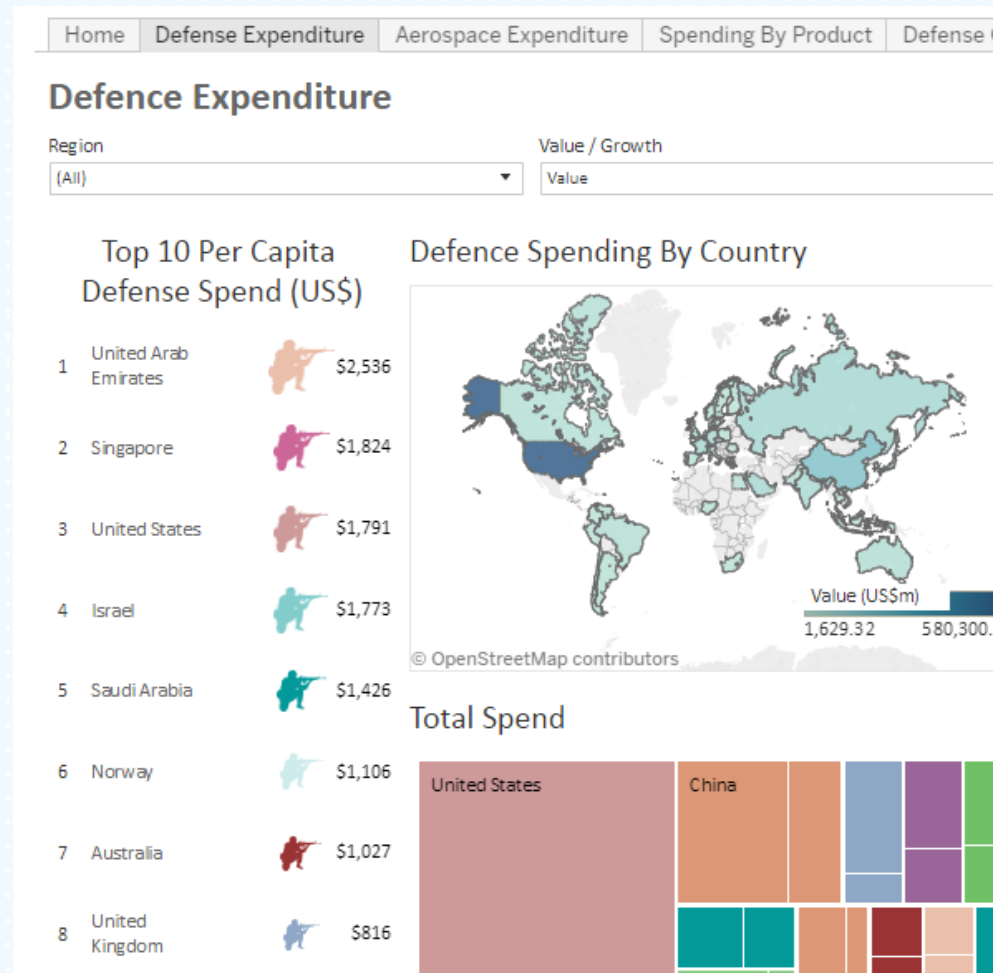 Home Defense Expenditure Aerospace Expenditure Spending By Product Defense
Defence Expenditure
Region
(All)
Value / Growth
Value
Top 10 Per Capita
Defense Spend (US$)
1 United Arab
Emirates $2,536
2 Singapore $1,824
3 United States $1,791
4 Israel $1,773
5 Saudi Arabia $1,426
6 Norway $1,106
7 Australia $1,027
8 United
Kingdom $816
Defence Spending By Country
Value (US$m)
1,629.32 580,300.
© OpenStreetMap contributors
Total Spend
United States
China